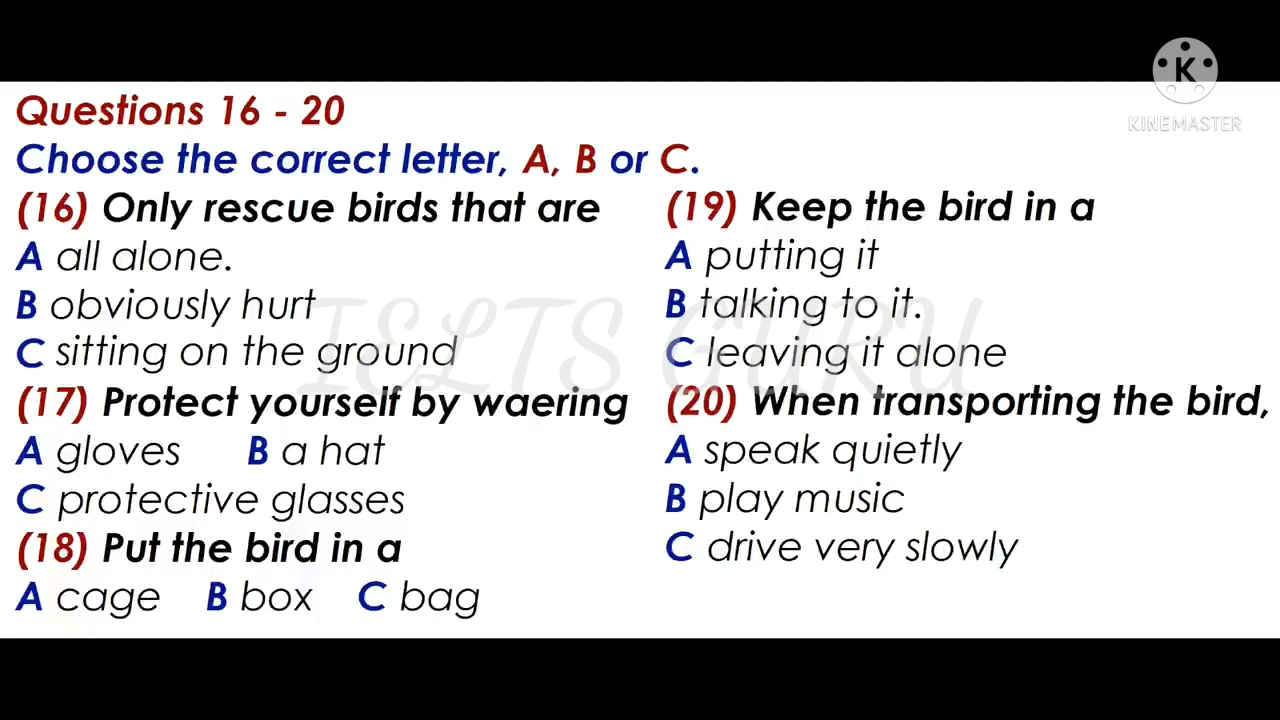 KINEMASTER
Questions 16 - 20
Choose the correct letter, A, B or C.
(16) Only rescue birds that are
A all alone.
B obviously hurt
C sitting on the ground
(17) Protect yourself by waering
A gloves B a hat
C protective glasses
(18) Put the bird in a
A cage B box C bag
(19) Keep the bird in a
A putting it
B talking to it.
C leaving it alone
(20) When transporting the bird,
A speak quietly
B play music
C drive very slowly
IELTS GURU